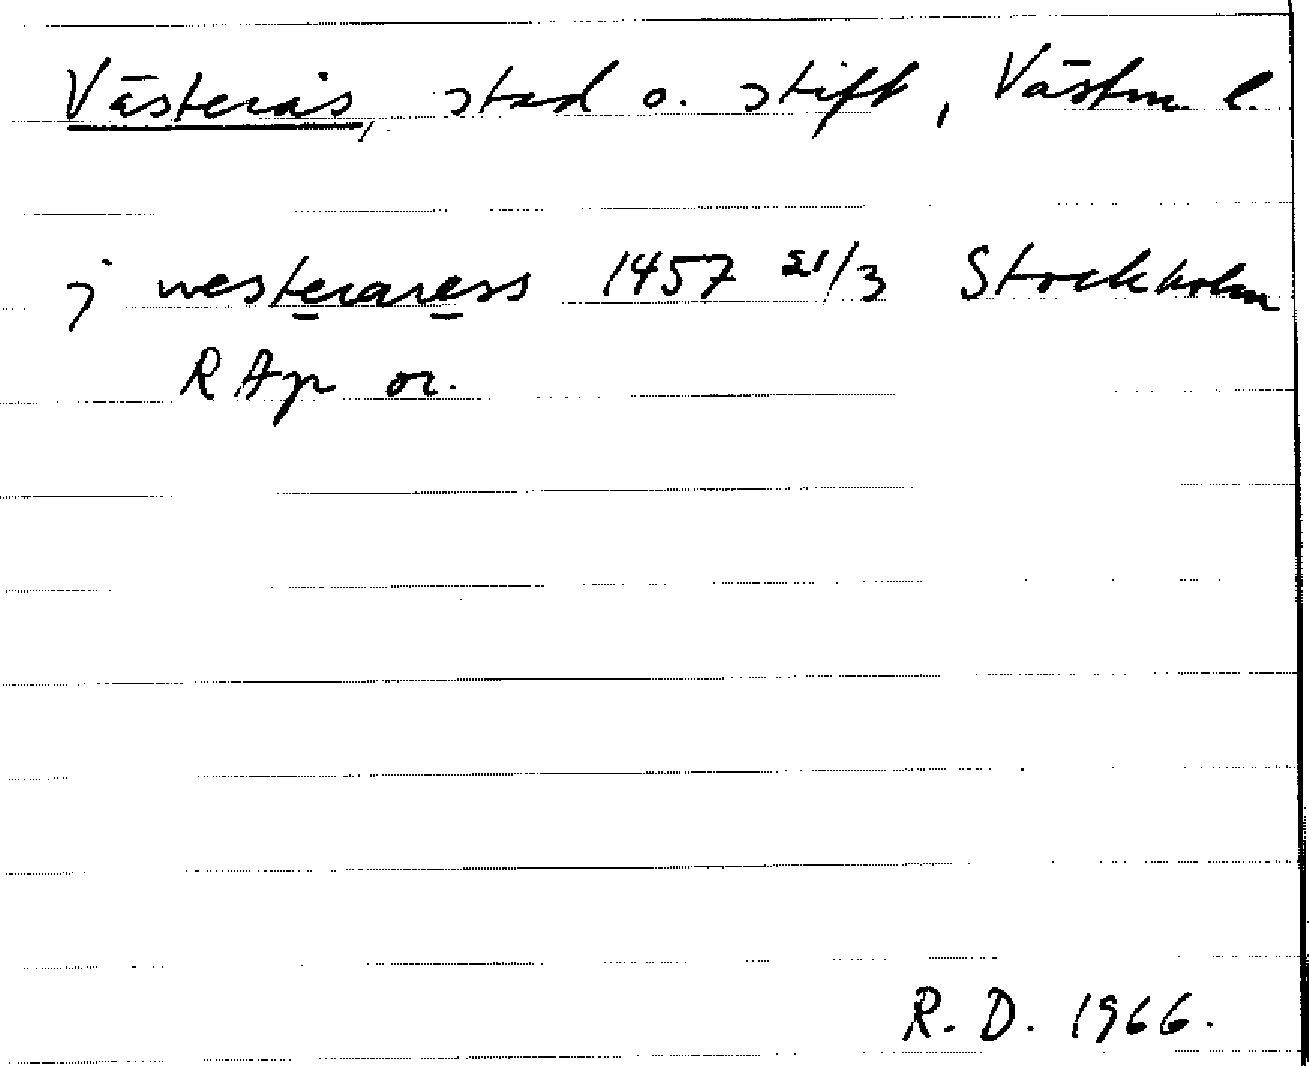 Västerås, stad o. stift, Västm. l.
j westeraress 1457 21/3 Stockholm
RAp or.
R. D. 1966.